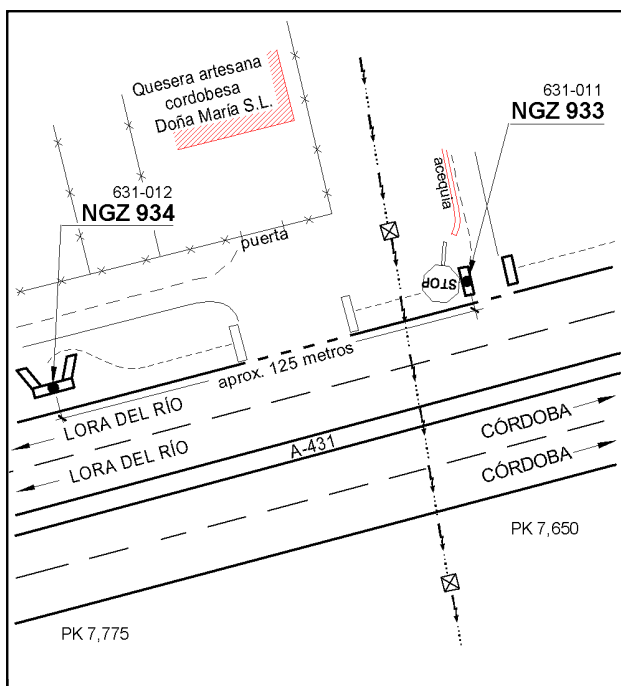 Quesera artesana
cordobesa
Doña María S.L.
631-011
NGZ 933
631-012
NGZ 934
acequia
puerta
STOP
aprox. 125 metros
LORA DEL RÍO
LORA DEL RÍO
A-431
CÓRDOBA
CÓRDOBA
PK 7,650
PK 7,775